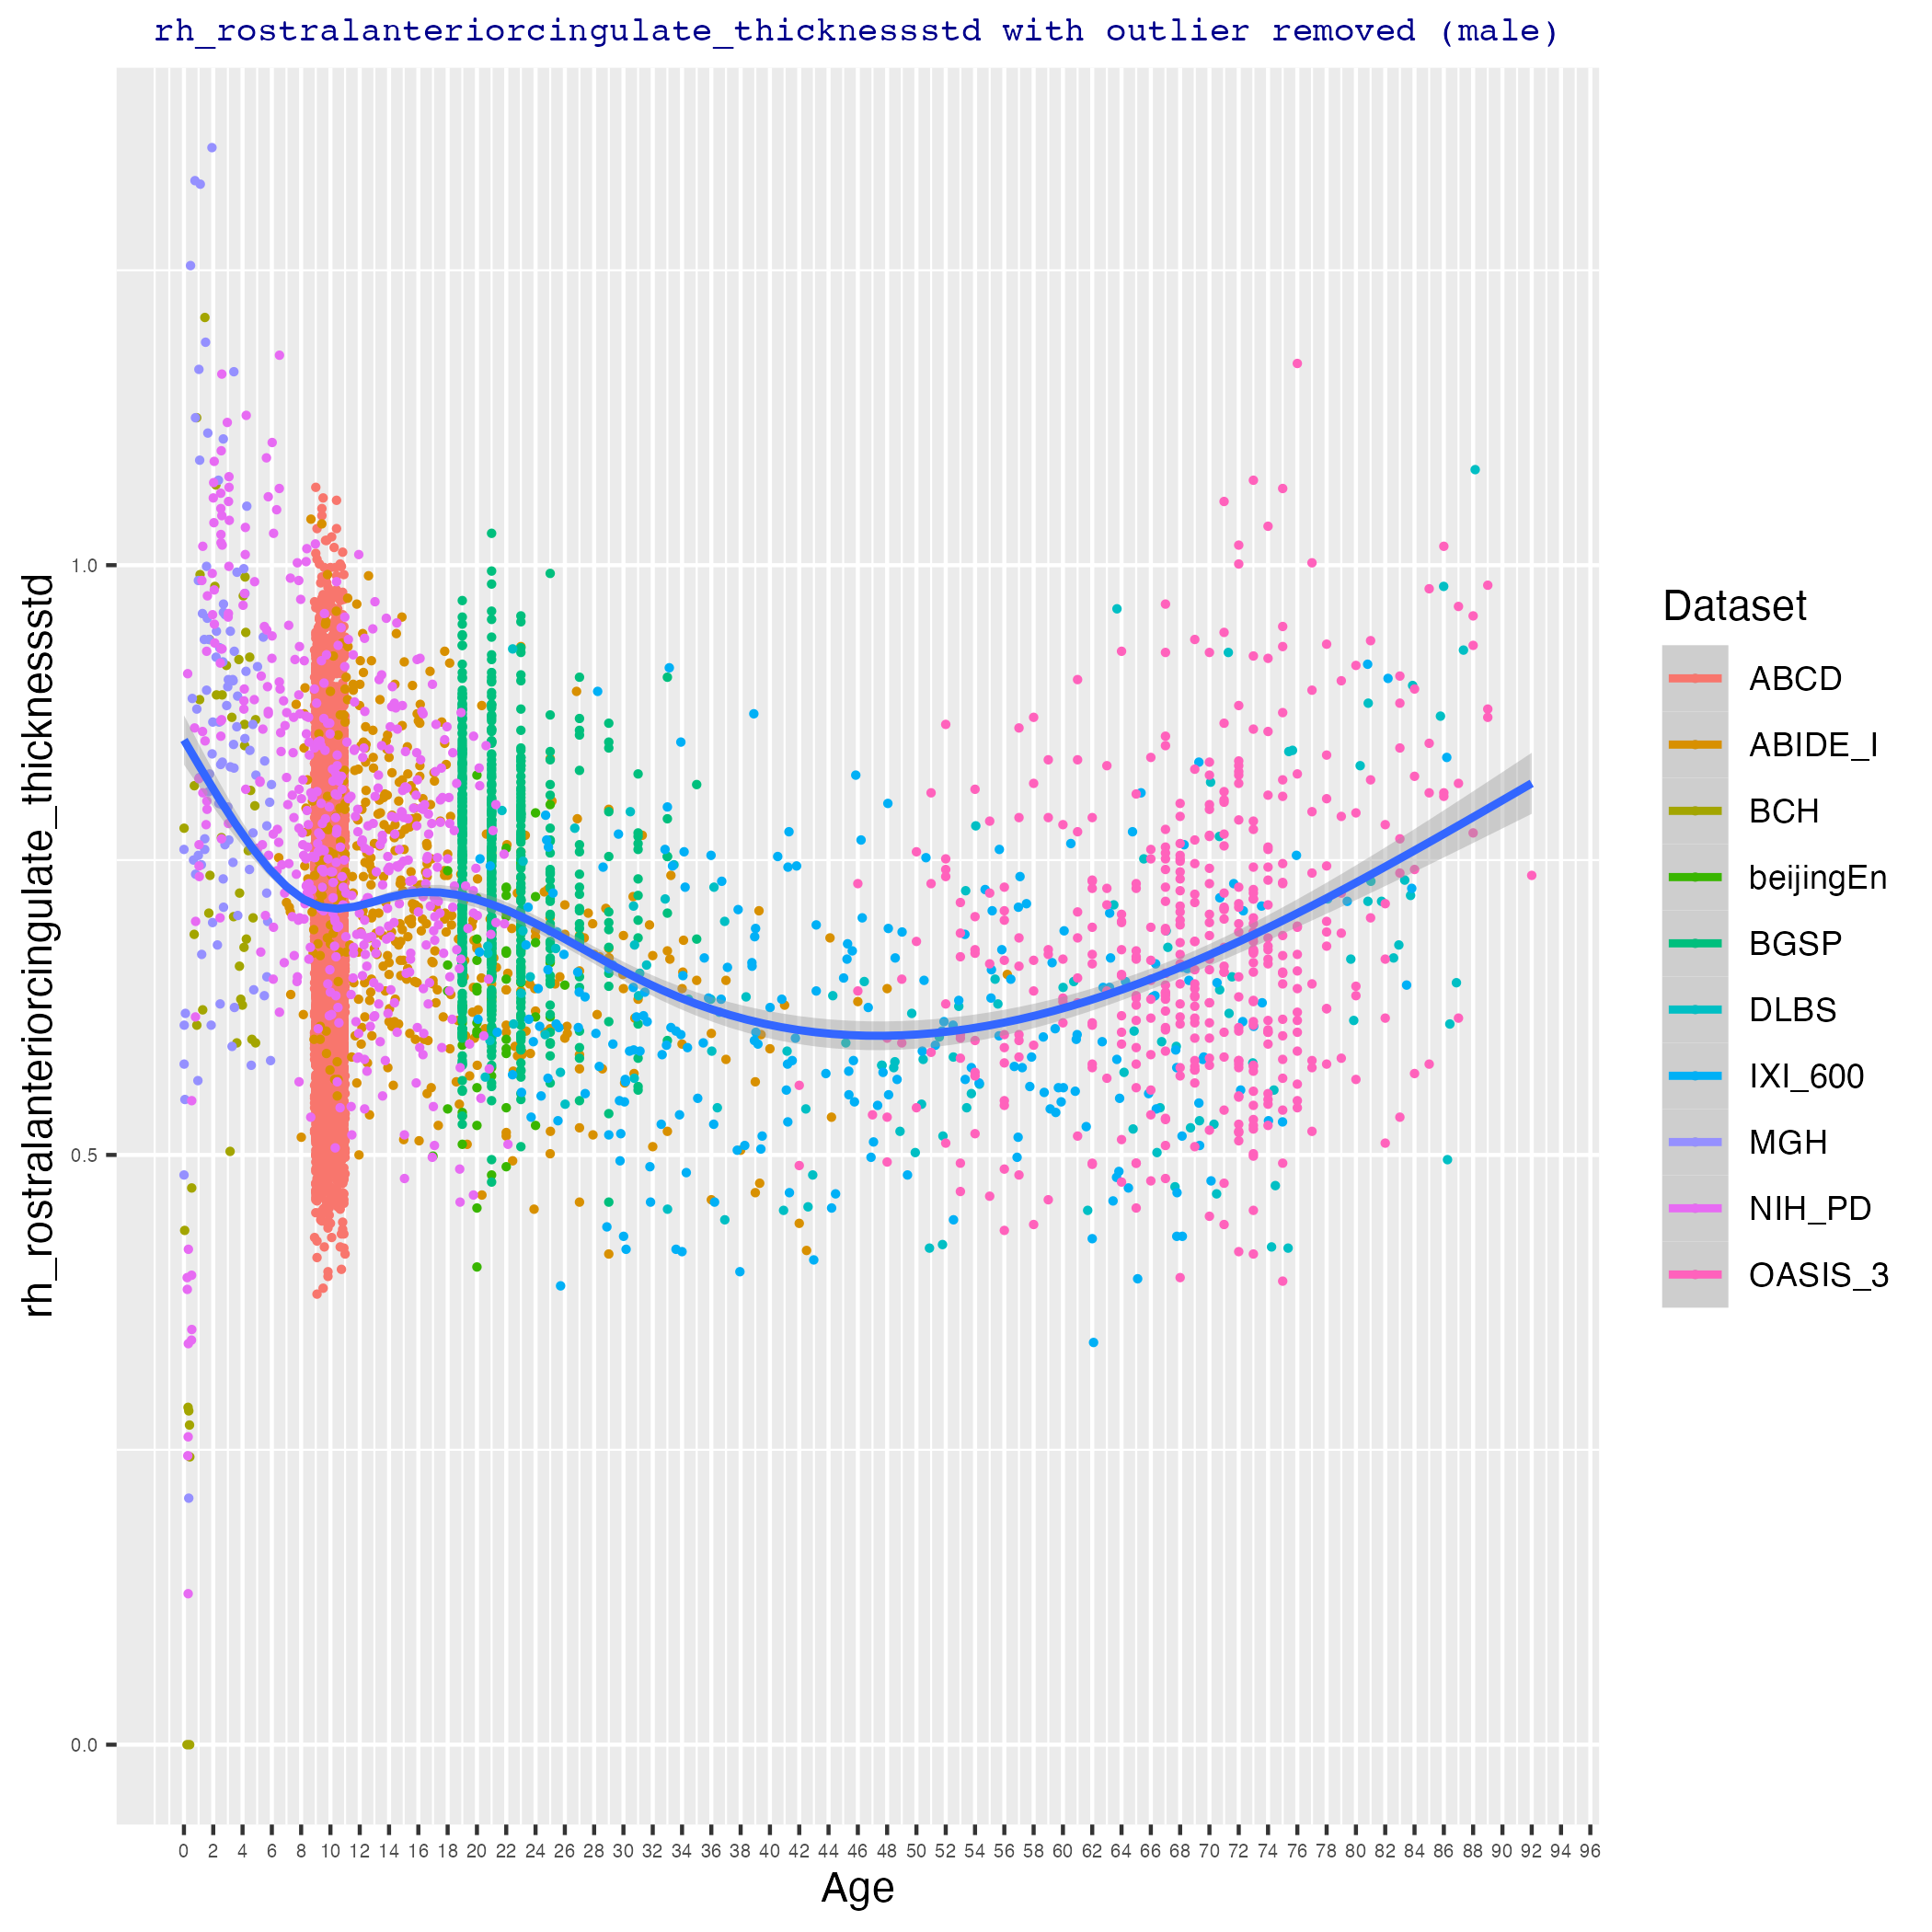 rh_rostralanteriorcingulate_thicknessstd with outlier removed (male)
rh_rostralanteriorcingulate_thicknessstd
1.0
0.5
0.0
0 2 4 6 8 10 12 14 16 18 20 22 24 26 28 30 32 34 36 38 40 42 44 46 48 50 52 54 56 58 60 62 64 66 68 70 72 74 76 78 80 82 84 86 88 90 92 94 96
Age
Dataset
ABCD
ABIDE_I
BCH
beijingEn
BGSP
DLBS
IXI_600
MGH
NIH_PD
OASIS_3